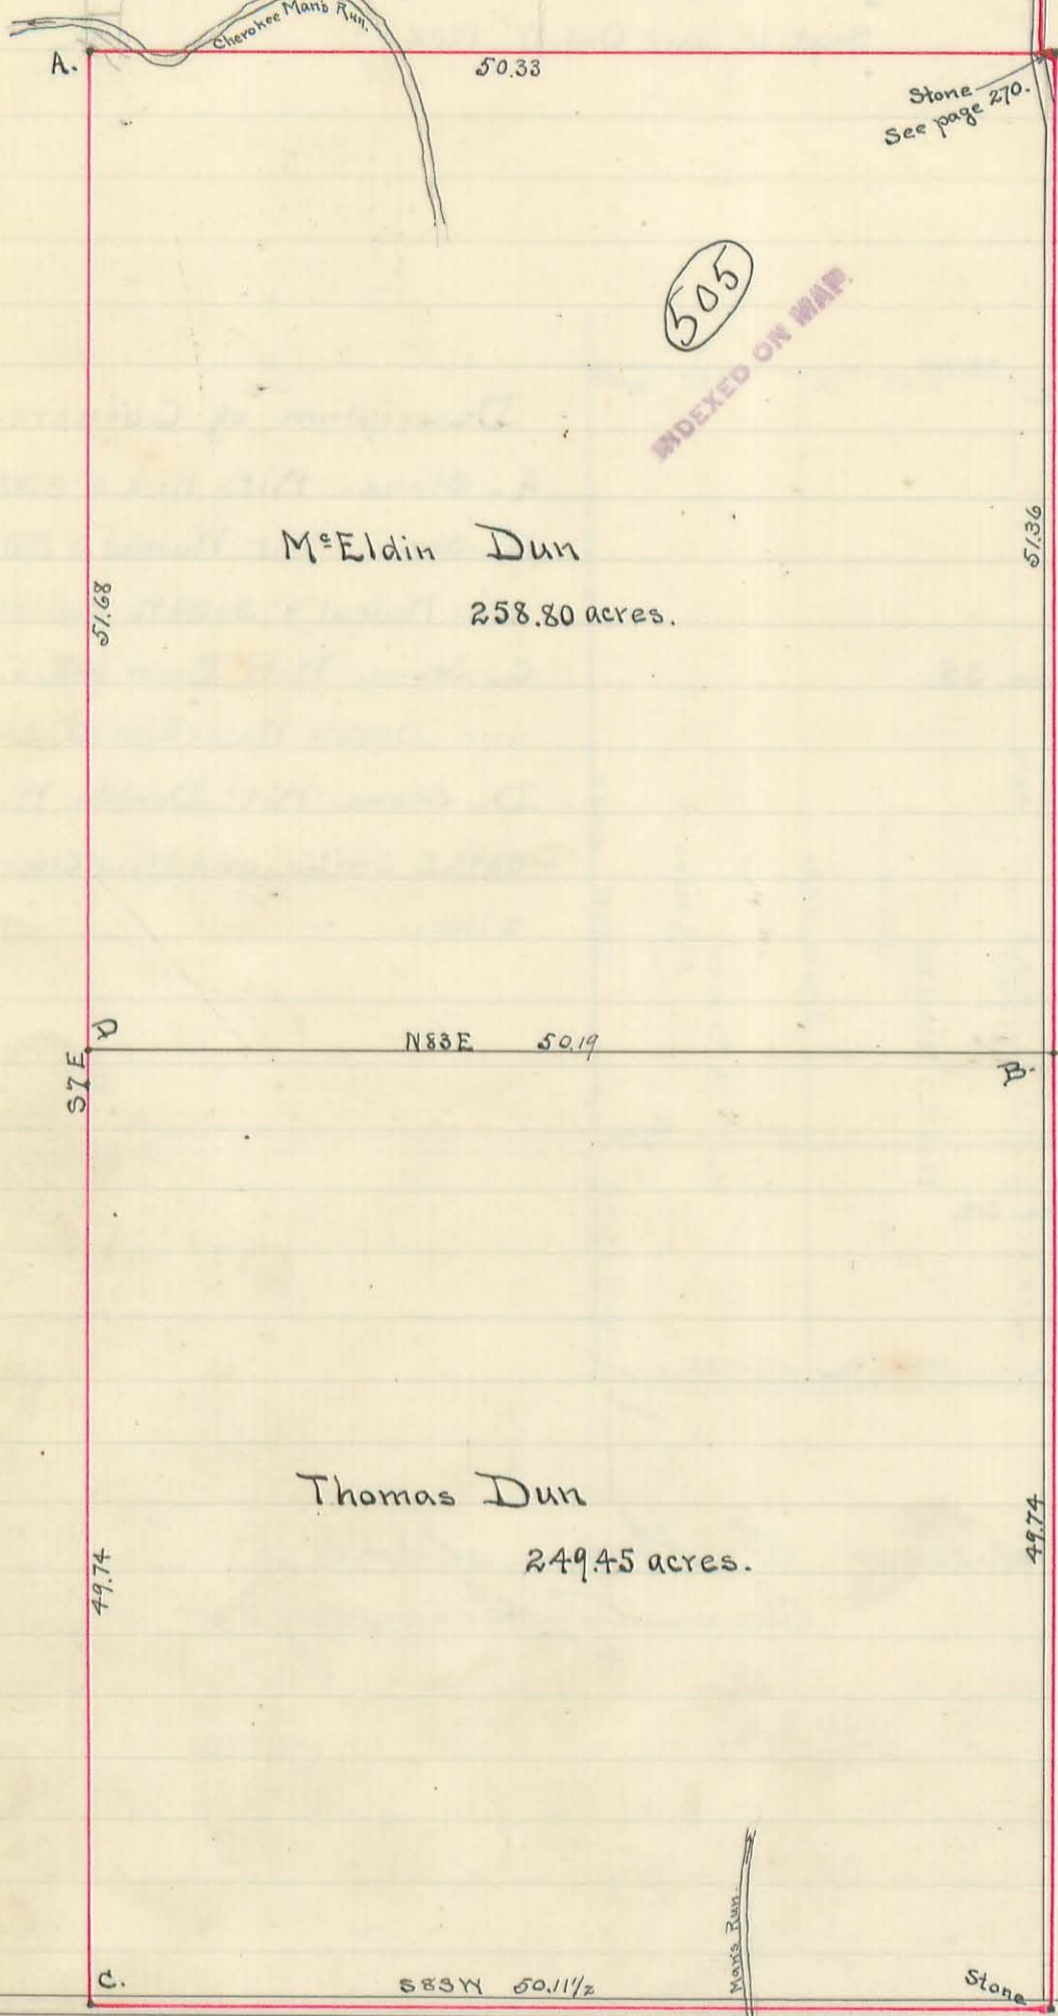 Cherokee Man's Run.
A.
50.33
Stone
See page 270.
505
INDEXED ON MAP
51.36
McEldin Dun
258.80 acres.
51.68
D
N83E 50.19
B.
S7E
Thomas Dun
249.45 acres.
49.74
49.74
Man's Run.
C.
S83W 50.11½
Stone